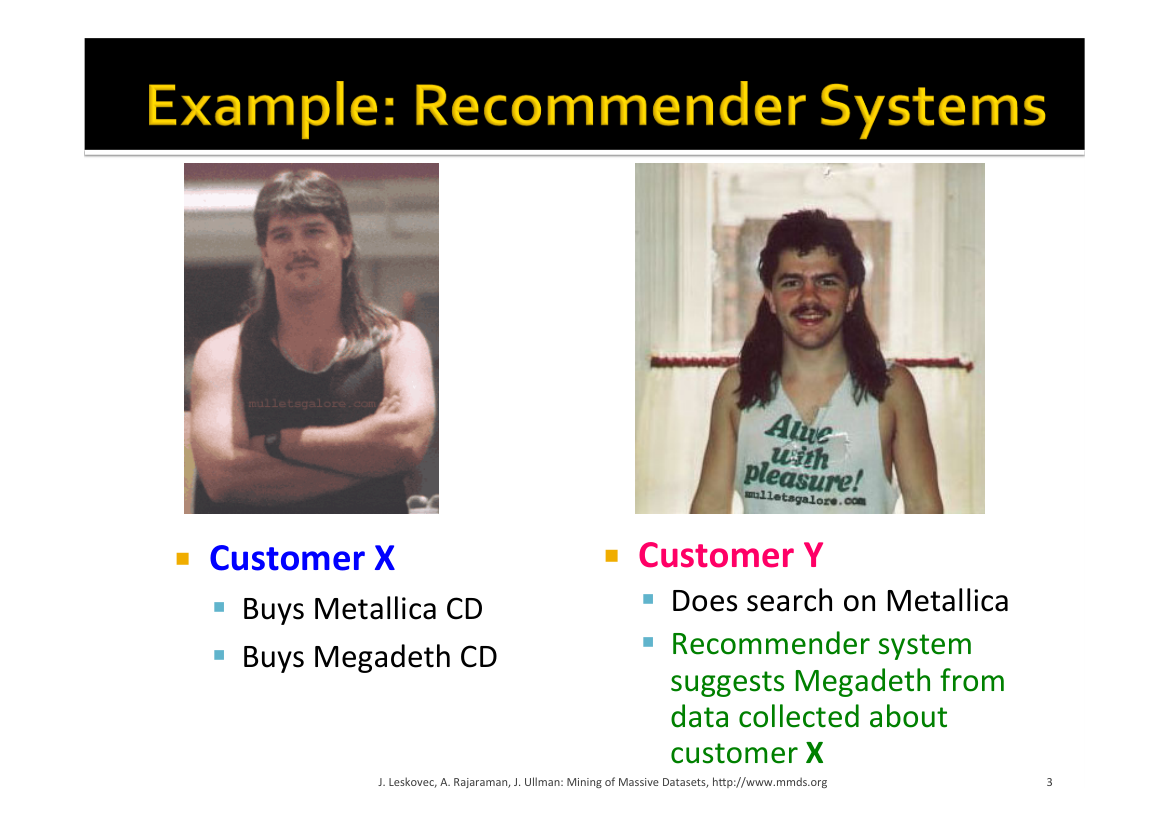 Example: Recommender Systems
mulletsgalore.com
Alive
with
pleasure!
mulletsgalore.com
Customer X
Buys Metallica CD
Buys Megadeth CD
Customer Y
Does search on Metallica
Recommender system
suggests Megadeth from
data collected about
customer X
J. Leskovec, A. Rajaraman, J. Ullman: Mining of Massive Datasets, http://www.mmds.org
3